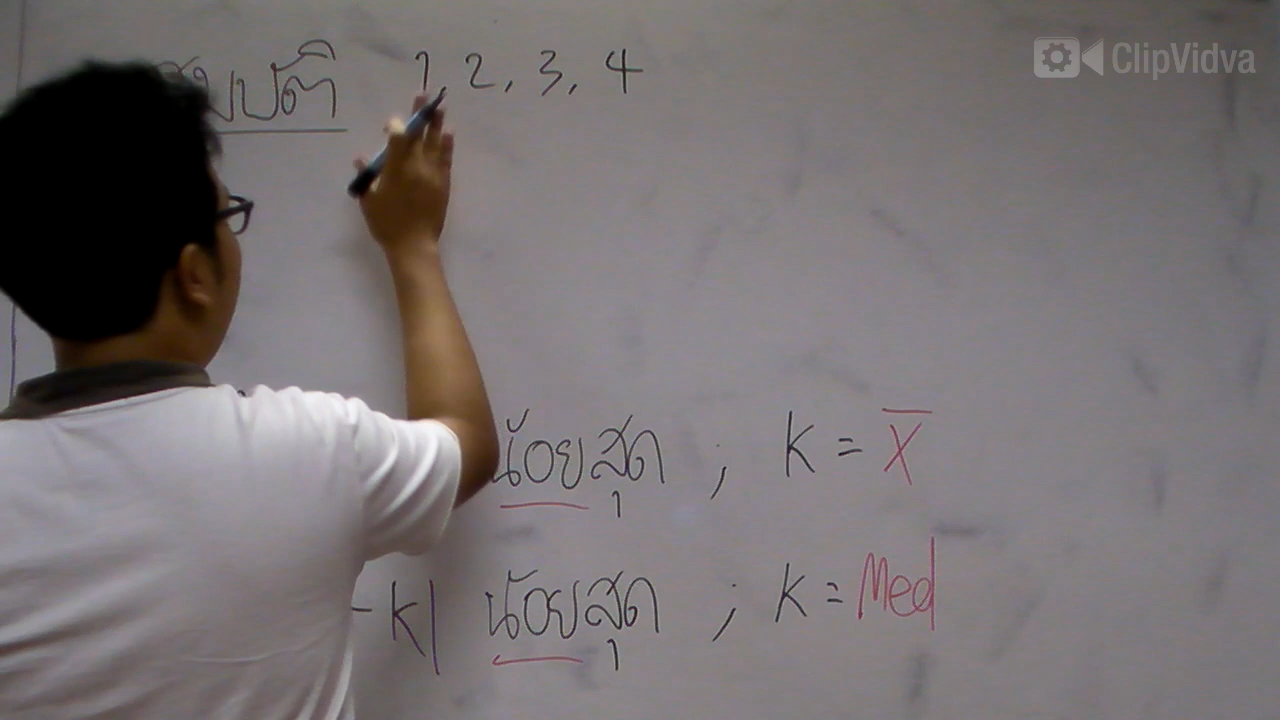 ClipVidva
สมบัติ 1, 2, 3, 4
น้อยสุด ; K = X̅
-K| น้อยสุด ; K = Med